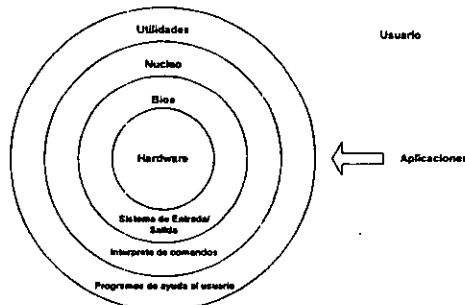 Utilidades
Usuario
Nucleo
Bios
Hardware
Aplicaciones
Sistema de Entrada/
Salida
Interprete de comandos
Programas de ayuda al usuario